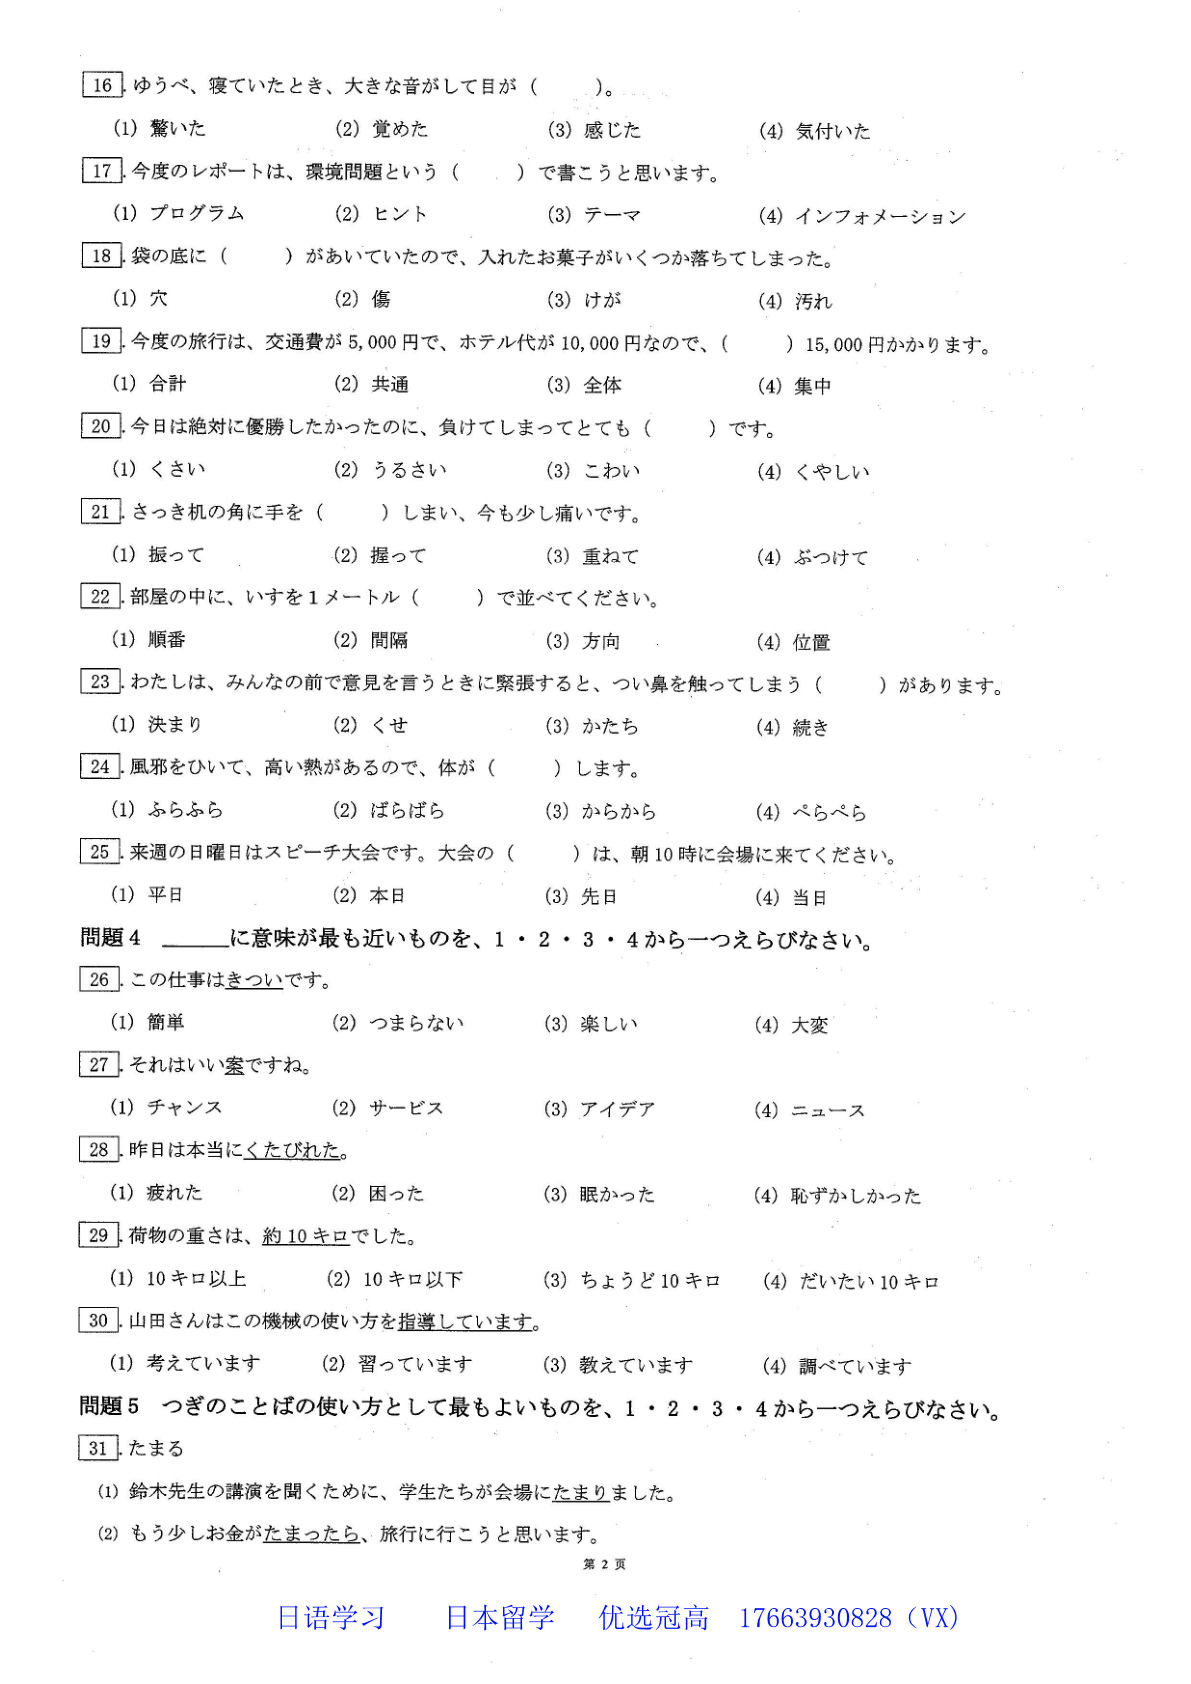 16.ゆうべ、寝ていたとき、大きな音がして目が（　　）。
(1) 驚いた　(2) 覚めた　(3) 感じた　(4) 気付いた
17.今度のレポートは、環境問題という（　　）で書こうと思います。
(1) プログラム　(2) ヒント　(3) テーマ　(4) インフォメーション
18.袋の底に（　　）があいていたので、入れたお菓子がいくつか落ちてしまった。
(1) 穴　(2) 傷　(3) けが　(4) 汚れ
19.今度の旅行は、交通費が 5,000 円で、ホテル代が 10,000 円なので、（　　）15,000 円かかります。
(1) 合計　(2) 共通　(3) 全体　(4) 集中
20.今日は絶対に優勝したかったのに、負けてしまってとても（　　）です。
(1) くさい　(2) うるさい　(3) こわい　(4) くやしい
21.さっき机の角に手を（　　）しまい、今も少し痛いです。
(1) 振って　(2) 握って　(3) 重ねて　(4) ぶつけて
22.部屋の中に、いすを１メートル（　　）で並べてください。
(1) 順番　(2) 間隔　(3) 方向　(4) 位置
23.わたしは、みんなの前で意見を言うときに緊張すると、つい鼻を触ってしまう（　　）があります。
(1) 決まり　(2) くせ　(3) かたち　(4) 続き
24.風邪をひいて、高い熱があるので、体が（　　）します。
(1) ふらふら　(2) ばらばら　(3) からから　(4) ぺらぺら
25.来週の日曜日はスピーチ大会です。大会の（　　）は、朝 10 時に会場に来てください。
(1) 平日　(2) 本日　(3) 先日　(4) 当日
問題４　＿＿＿に意味が最も近いものを、１・２・３・４から一つえらびなさい。
26.この仕事はきついです。
(1) 簡単　(2) つまらない　(3) 楽しい　(4) 大変
27.それはいい案ですね。
(1) チャンス　(2) サービス　(3) アイデア　(4) ニュース
28.昨日は本当にくたびれた。
(1) 疲れた　(2) 困った　(3) 眠かった　(4) 恥ずかしかった
29.荷物の重さは、約 10 キロでした。
(1) 10 キロ以上　(2) 10 キロ以下　(3) ちょうど 10 キロ　(4) だいたい 10 キロ
30.山田さんはこの機械の使い方を指導しています。
(1) 考えています　(2) 習っています　(3) 教えています　(4) 調べています
問題５　つぎのことばの使い方として最もよいものを、１・２・３・４から一つえらびなさい。
31.たまる
(1) 鈴木先生の講演を聞くために、学生たちが会場にたまりました。
(2) もう少しお金がたまったら、旅行に行こうと思います。
第 2 页
日语学习　日本留学　优选冠高　17663930828（VX）